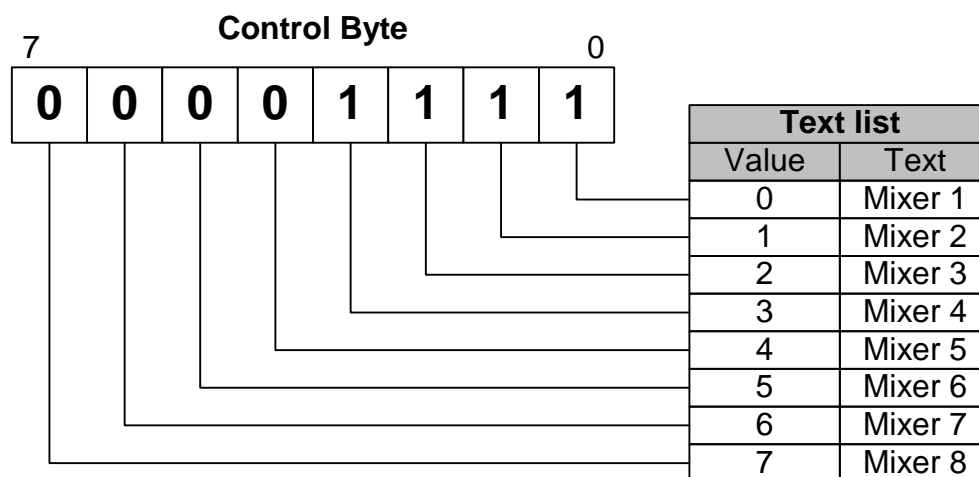 Control Byte
7 0
0 0 0 0 1 1 1 1
Text list
Value Text
0 Mixer 1
1 Mixer 2
2 Mixer 3
3 Mixer 4
4 Mixer 5
5 Mixer 6
6 Mixer 7
7 Mixer 8